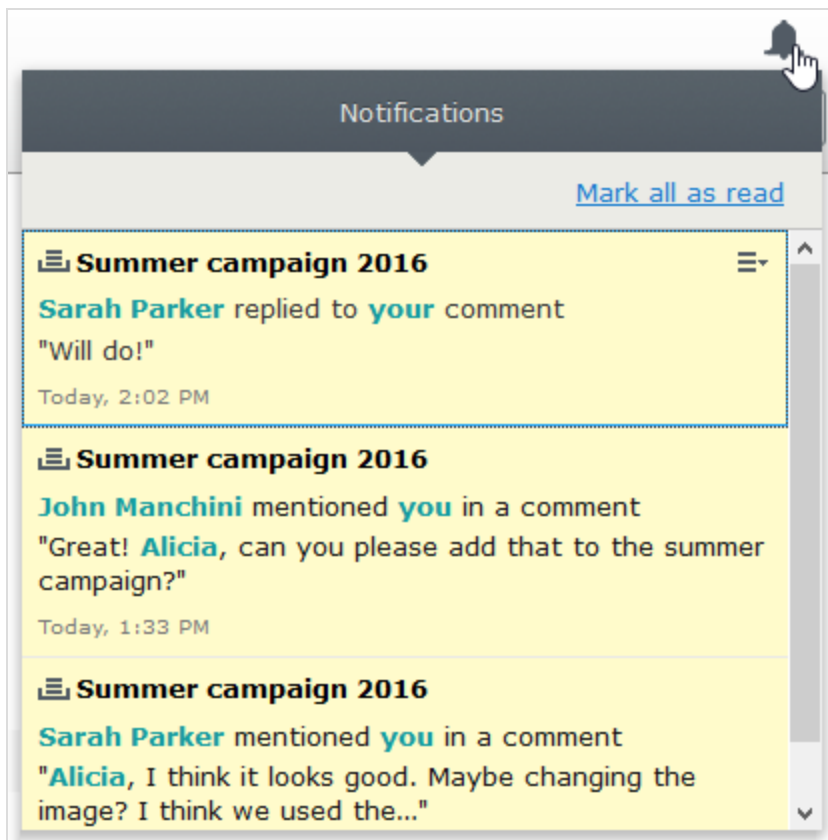 Notifications
Mark all as read
Summer campaign 2016
Sarah Parker replied to your comment
"Will do!"
Today, 2:02 PM
Summer campaign 2016
John Manchini mentioned you in a comment
"Great! Alicia, can you please add that to the summer
campaign?"
Today, 1:33 PM
Summer campaign 2016
Sarah Parker mentioned you in a comment
"Alicia, I think it looks good. Maybe changing the
image? I think we used the..."